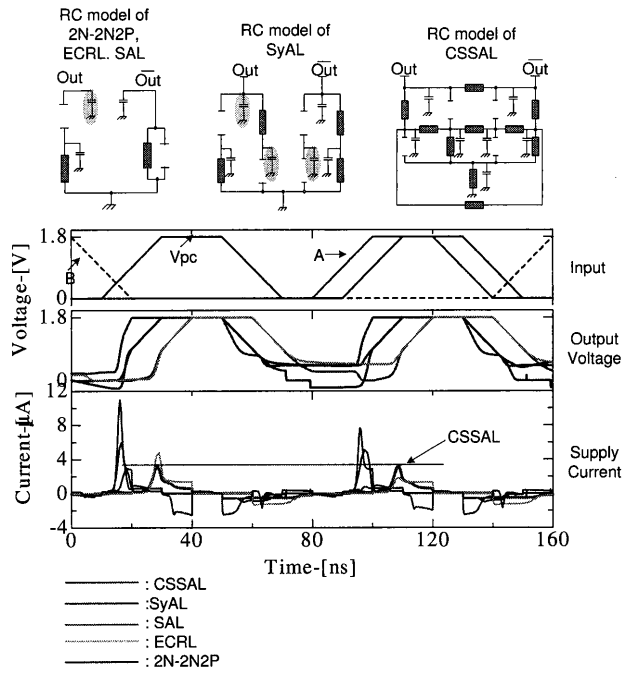 RC model of
2N-2N2P,
ECRL. SAL
RC model of
SyAL
RC model of
CSSAL
Out
Out
Out
Out
Out
Out
Voltage-[V]
1.8
0
B
Vpc
A
Input
1.8
0
Output
Voltage
Current-[μA
12
8
4
0
-4
CSSAL
Supply
Current
0
40
80
120
160
Time-[ns]
: CSSAL
:SyAL
: SAL
: ECRL
: 2N-2N2P